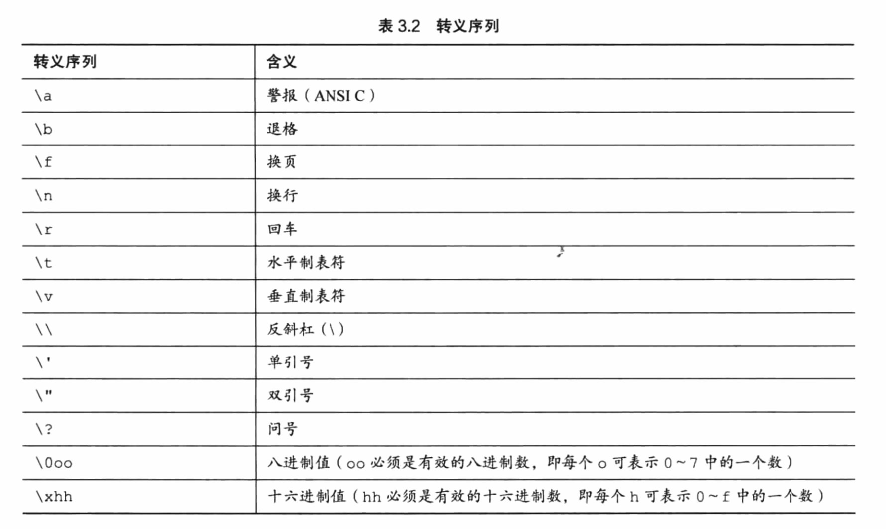 表 3.2 转义序列
转义序列 含义
\a 警报（ANSI C）
\b 退格
\f 换页
\n 换行
\r 回车
\t 水平制表符
\v 垂直制表符
\\ 反斜杠（\）
\' 单引号
\" 双引号
\? 问号
\0oo 八进制值（oo 必须是有效的八进制数，即每个 o 可表示 0～7 中的一个数）
\xhh 十六进制值（hh 必须是有效的十六进制数，即每个 h 可表示 0～f 中的一个数）